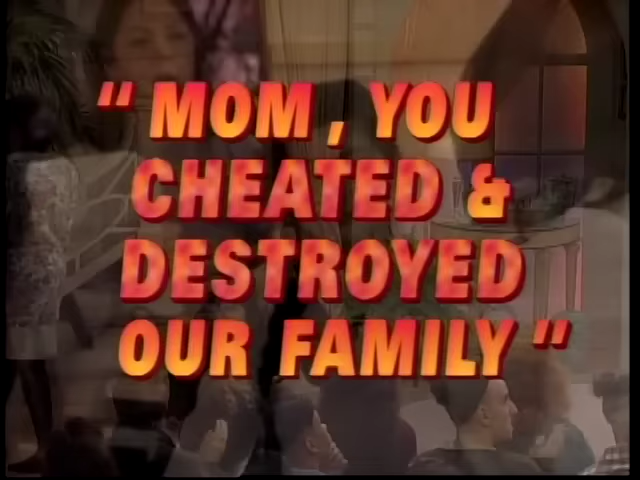 " MOM, YOU
CHEATED &
DESTROYED
OUR FAMILY "